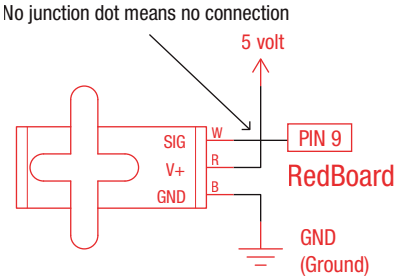 No junction dot means no connection
5 volt
SIG
W
PIN 9
V+
R
RedBoard
GND
B
GND
(Ground)